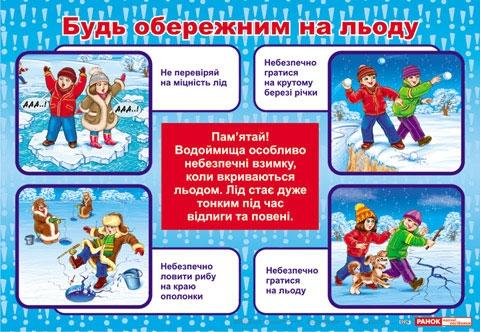 Будь обережним на льоду
ДДД..!
ДДД..!
Не перевіряй
на міцність лід
Небезпечно
гратися
на крутому
березі річки
Пам'ятай!
Водоймища особливо
небезпечні взимку,
коли вкриваються
льодом. Лід стає дуже
тонким під час
відлиги та повені.
Небезпечно
ловити рибу
на краю
ополонки
Небезпечно
гратися
на льоду
РАНОК